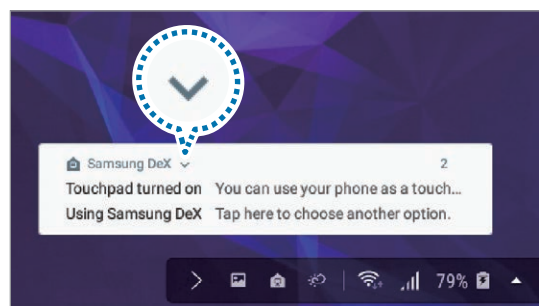 Samsung DeX 2
Touchpad turned on You can use your phone as a touch...
Using Samsung DeX Tap here to choose another option.
79%